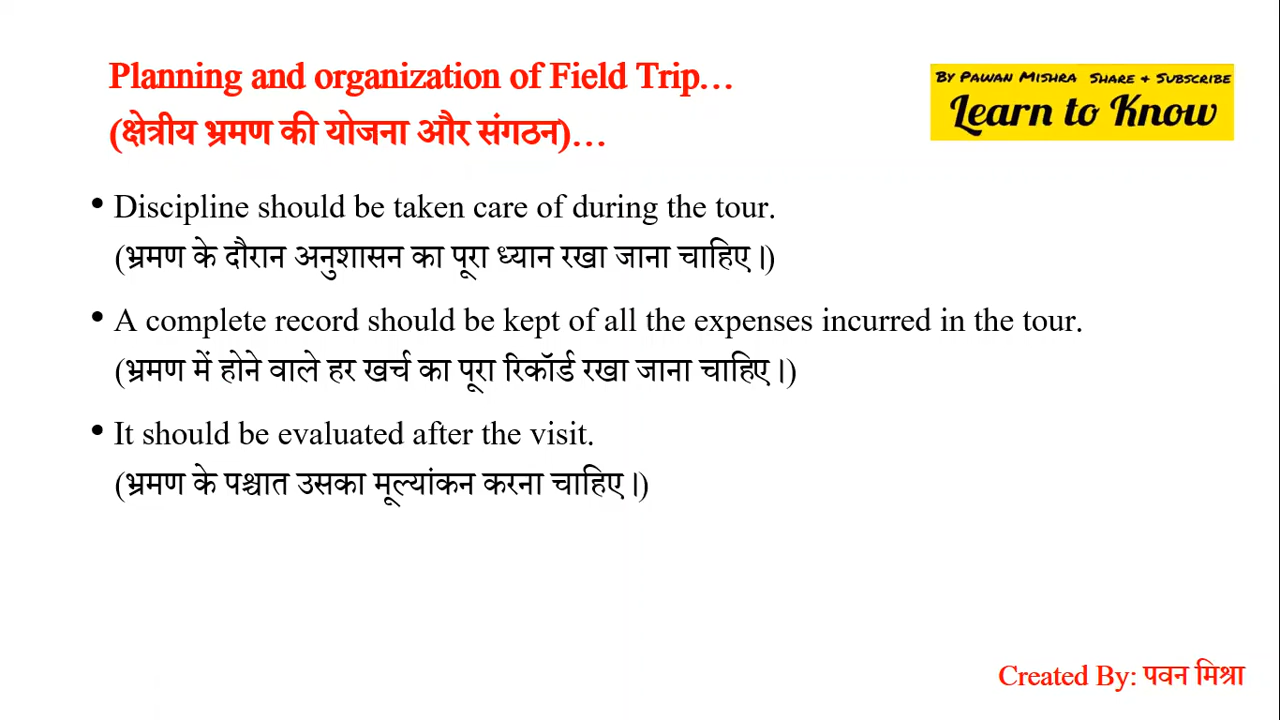 Planning and organization of Field Trip...
(क्षेत्रीय भ्रमण की योजना और संगठन)...
By Pawan Mishra Share & Subscribe
Learn to Know
• Discipline should be taken care of during the tour.
(भ्रमण के दौरान अनुशासन का पूरा ध्यान रखा जाना चाहिए।)
• A complete record should be kept of all the expenses incurred in the tour.
(भ्रमण में होने वाले हर खर्च का पूरा रिकॉर्ड रखा जाना चाहिए।)
• It should be evaluated after the visit.
(भ्रमण के पश्चात उसका मूल्यांकन करना चाहिए।)
Created By: पवन मिश्रा